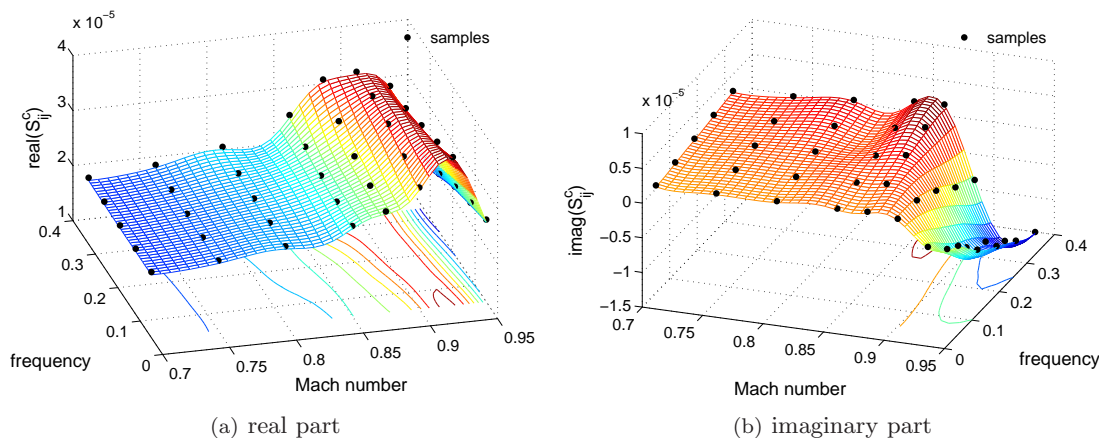 x 10⁻⁵
4
3
2
1
real(S^c_ij)
samples
0.4
0.3
0.2
0.1
0
frequency
0.7
0.75
0.8
0.85
0.9
0.95
Mach number
(a) real part
x 10⁻⁵
1
0.5
0
−0.5
−1
−1.5
imag(S^c_ij)
samples
0.7
0.75
0.8
0.85
0.9
0.95
Mach number
0
0.1
0.2
0.3
0.4
frequency
(b) imaginary part